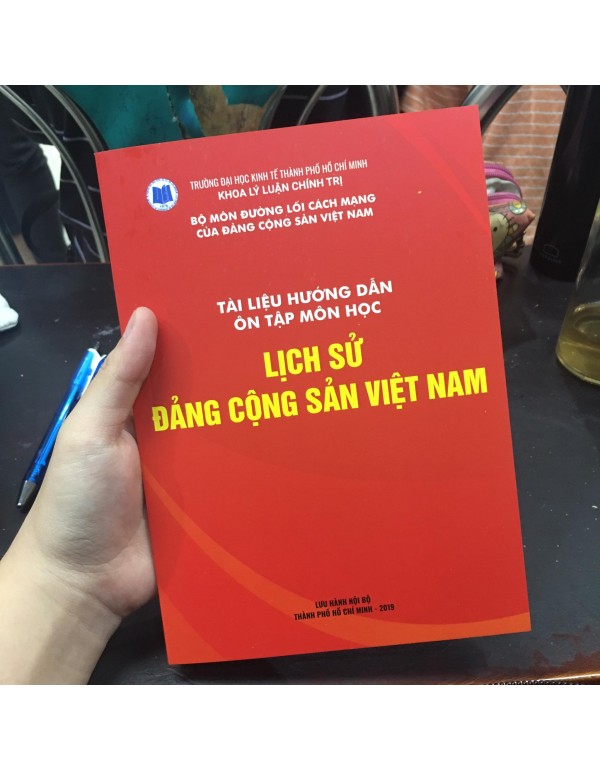 TRƯỜNG ĐẠI HỌC KINH TẾ THÀNH PHỐ HỒ CHÍ MINH
KHOA LÝ LUẬN CHÍNH TRỊ
BỘ MÔN ĐƯỜNG LỐI CÁCH MẠNG
CỦA ĐẢNG CỘNG SẢN VIỆT NAM
TÀI LIỆU HƯỚNG DẪN
ÔN TẬP MÔN HỌC
LỊCH SỬ
ĐẢNG CỘNG SẢN VIỆT NAM
LƯU HÀNH NỘI BỘ
THÀNH PHỐ HỒ CHÍ MINH - 2019